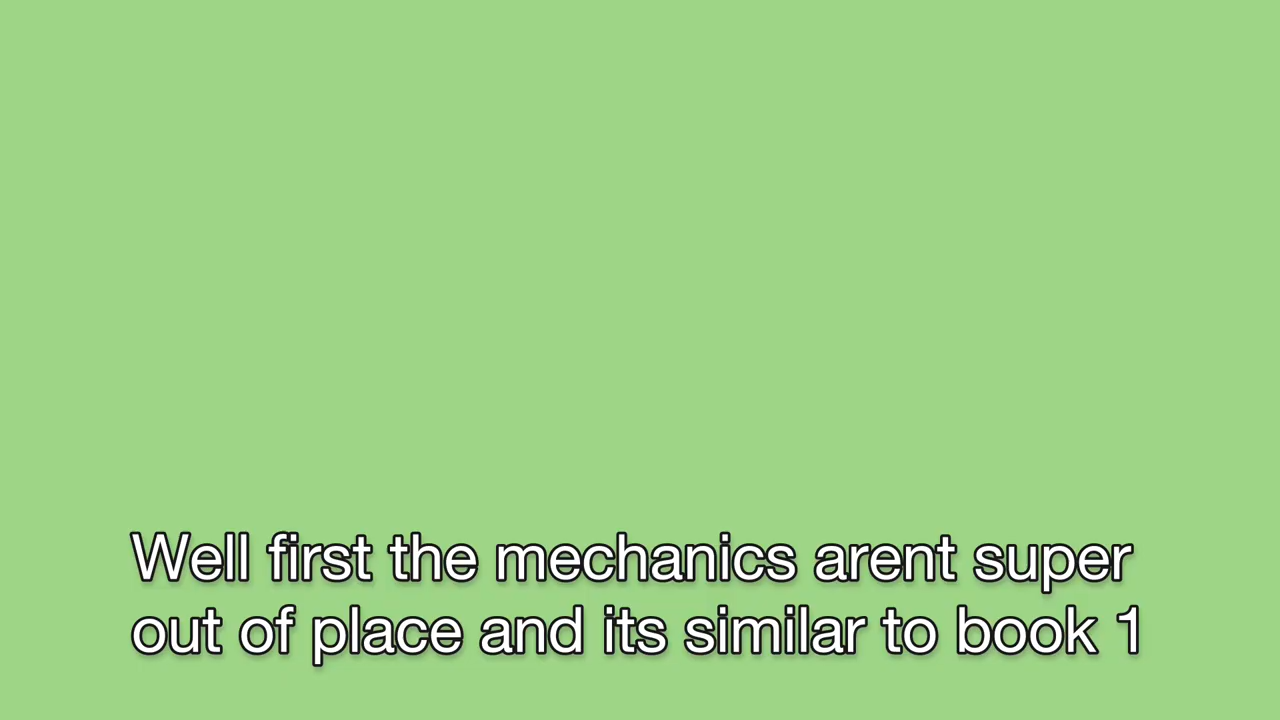 Well first the mechanics arent super
out of place and its similar to book 1